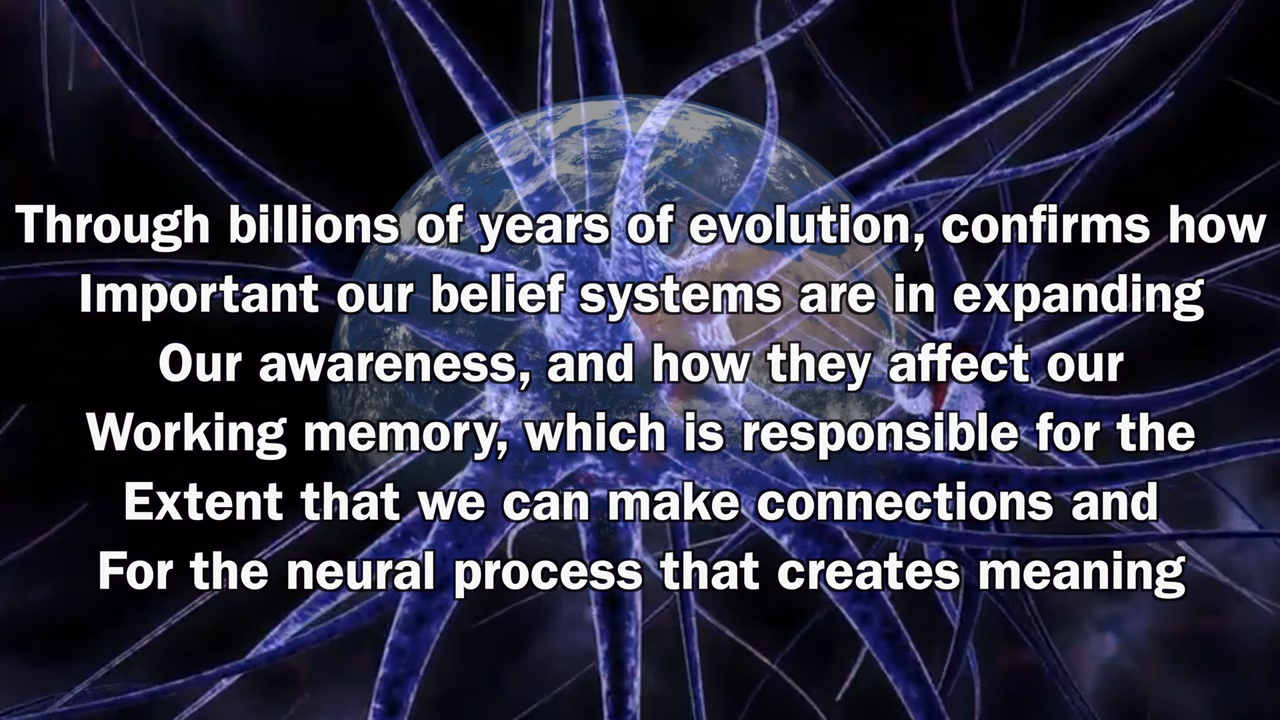 Through billions of years of evolution, confirms how
Important our belief systems are in expanding
Our awareness, and how they affect our
Working memory, which is responsible for the
Extent that we can make connections and
For the neural process that creates meaning